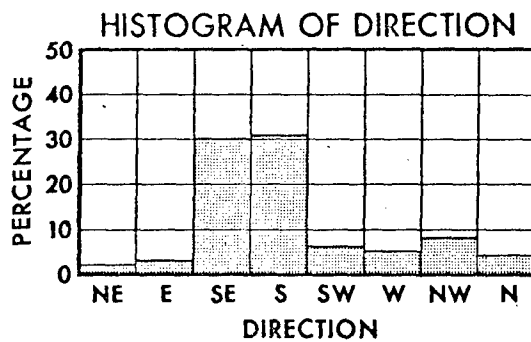 HISTOGRAM OF DIRECTION
50
40
30
20
10
0
PERCENTAGE
NE E SE S SW W NW N
DIRECTION